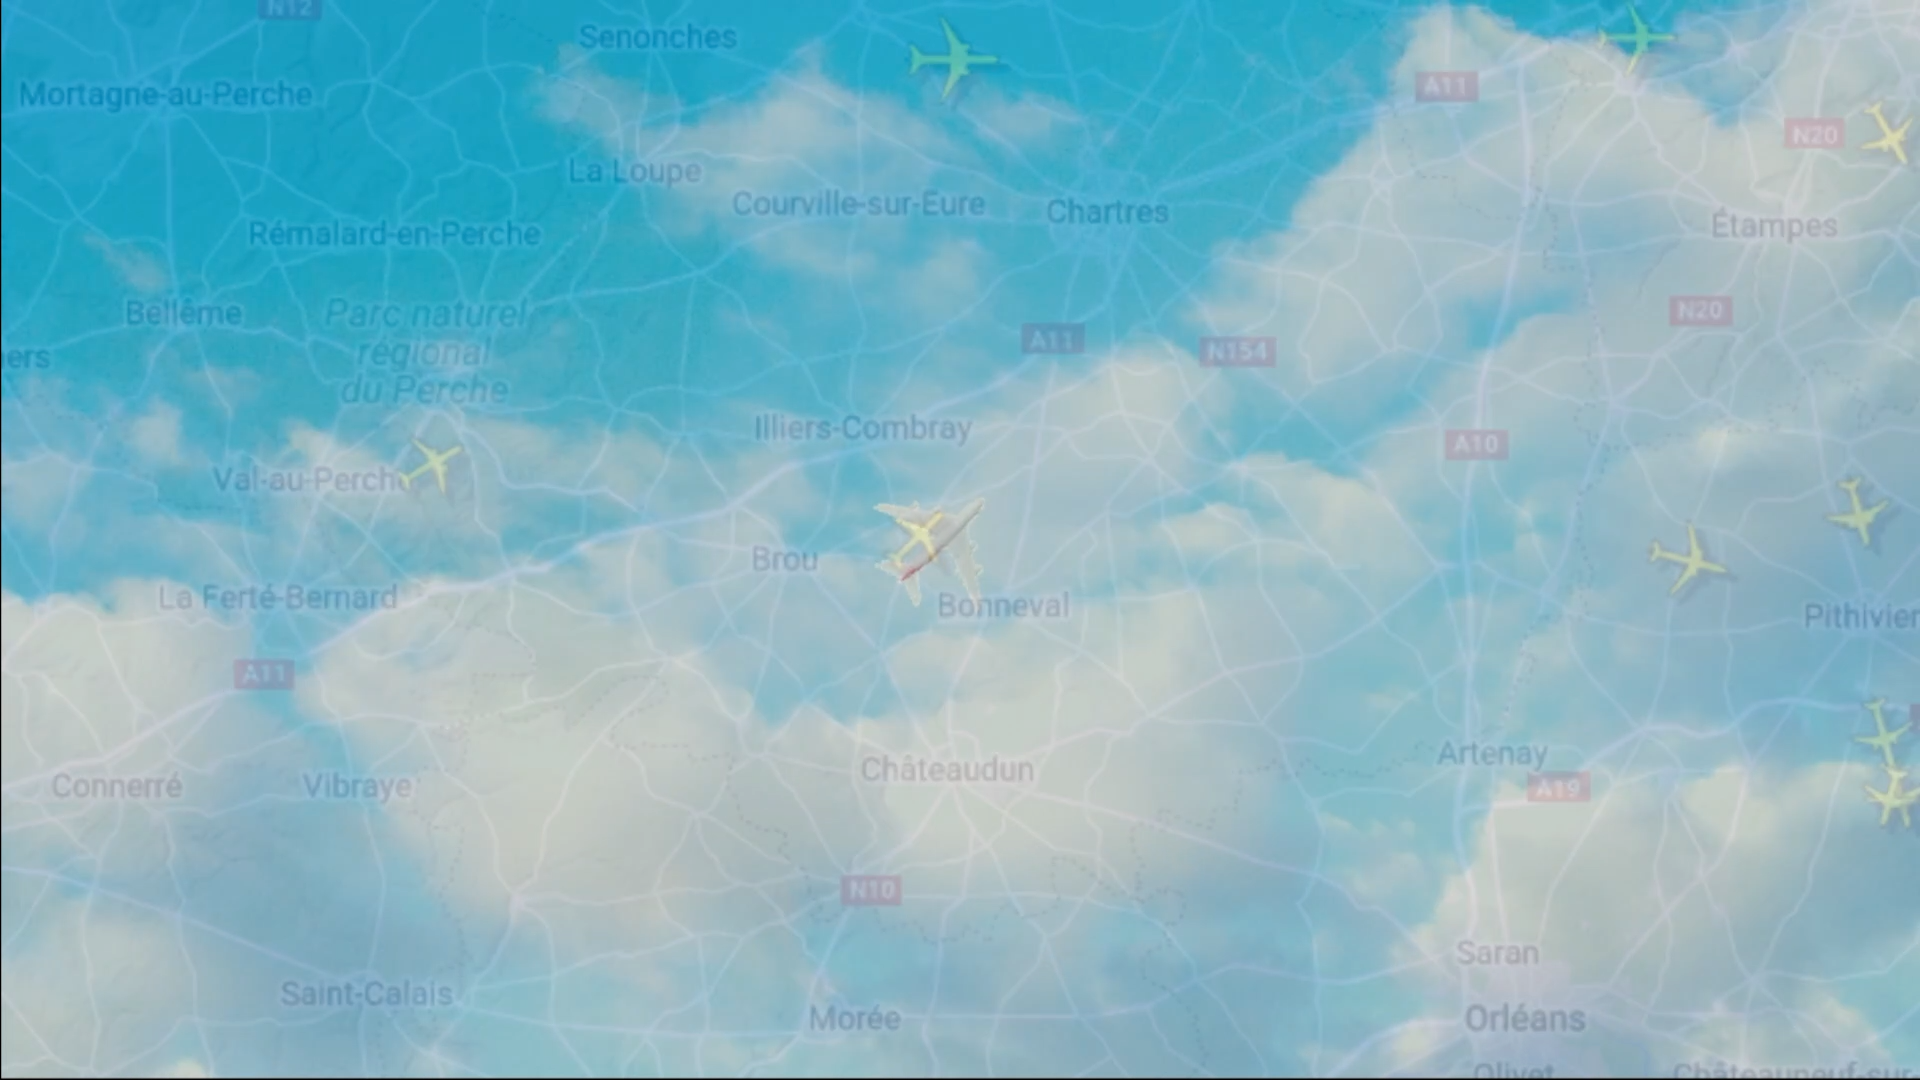 N12
Senonches
Mortagne-au-Perche
A11
N20
La Loupe
Courville-sur-Eure
Chartres
Étampes
Rémalard-en-Perche
Bellême
Parc naturel
régional
du Perche
N20
A11
N154
ers
Illiers-Combray
A10
Val-au-Perch
Brou
La Ferté-Bernard
Bonneval
Pithivier
A11
Artenay
Châteaudun
Connerré
Vibraye
A19
N10
Saran
Saint-Calais
Morée
Orléans
Olivet
Châteauneuf-sur-